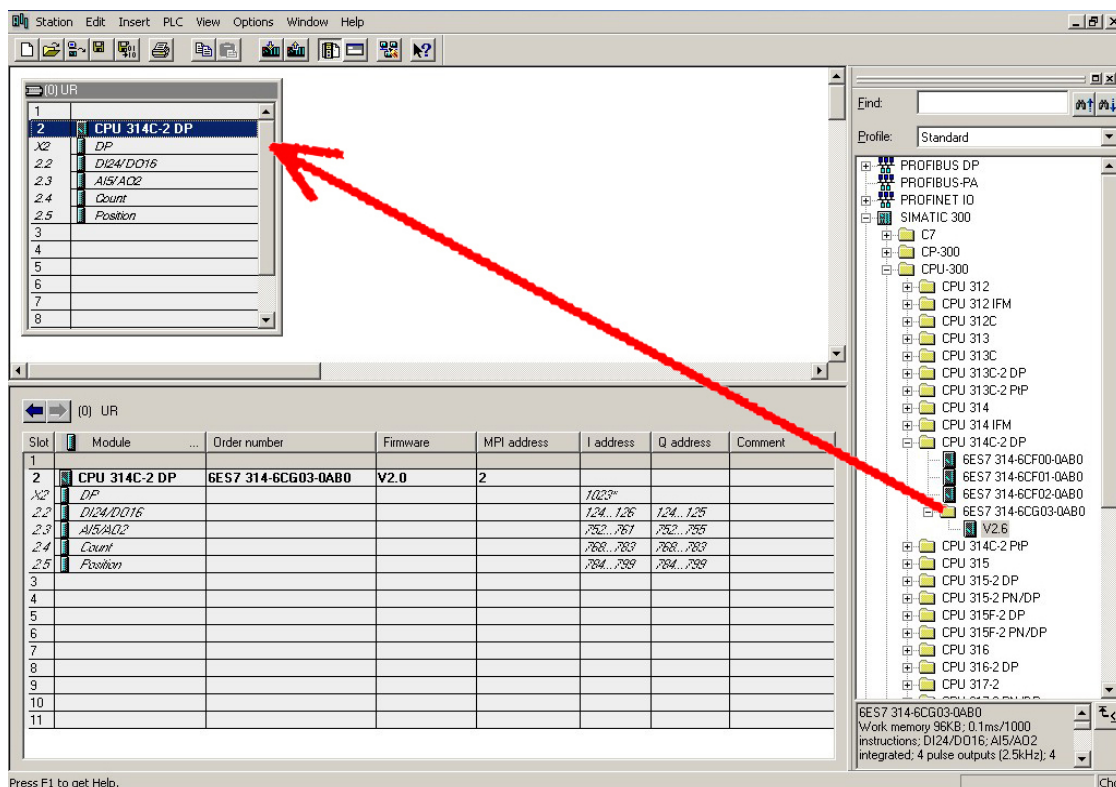 Station Edit Insert PLC View Options Window Help
(0) UR
1
2 CPU 314C-2 DP
X2 DP
2.2 DI24/DO16
2.3 AI5/AO2
2.4 Count
2.5 Position
3
4
5
6
7
8
(0) UR
Slot Module ... Order number Firmware MPI address I address Q address Comment
1
2 CPU 314C-2 DP 6ES7 314-6CG03-0AB0 V2.0 2
X2 DP 1023*
2.2 DI24/DO16 124...126 124...125
2.3 AI5/AO2 752...761 752...755
2.4 Count 768...783 768...783
2.5 Position 784...799 784...799
3
4
5
6
7
8
9
10
11
Find:
Profile: Standard
PROFIBUS DP
PROFIBUS-PA
PROFINET IO
SIMATIC 300
C7
CP-300
CPU-300
CPU 312
CPU 312 IFM
CPU 312C
CPU 313
CPU 313C
CPU 313C-2 DP
CPU 313C-2 PtP
CPU 314
CPU 314 IFM
CPU 314C-2 DP
6ES7 314-6CF00-0AB0
6ES7 314-6CF01-0AB0
6ES7 314-6CF02-0AB0
6ES7 314-6CG03-0AB0
V2.6
CPU 314C-2 PtP
CPU 315
CPU 315-2 DP
CPU 315-2 PN/DP
CPU 315F-2 DP
CPU 315F-2 PN/DP
CPU 316
CPU 316-2 DP
CPU 317-2
6ES7 314-6CG03-0AB0
Work memory 96KB; 0.1ms/1000
instructions; DI24/DO16; AI5/AO2
integrated; 4 pulse outputs (2.5kHz); 4
Press F1 to get Help.